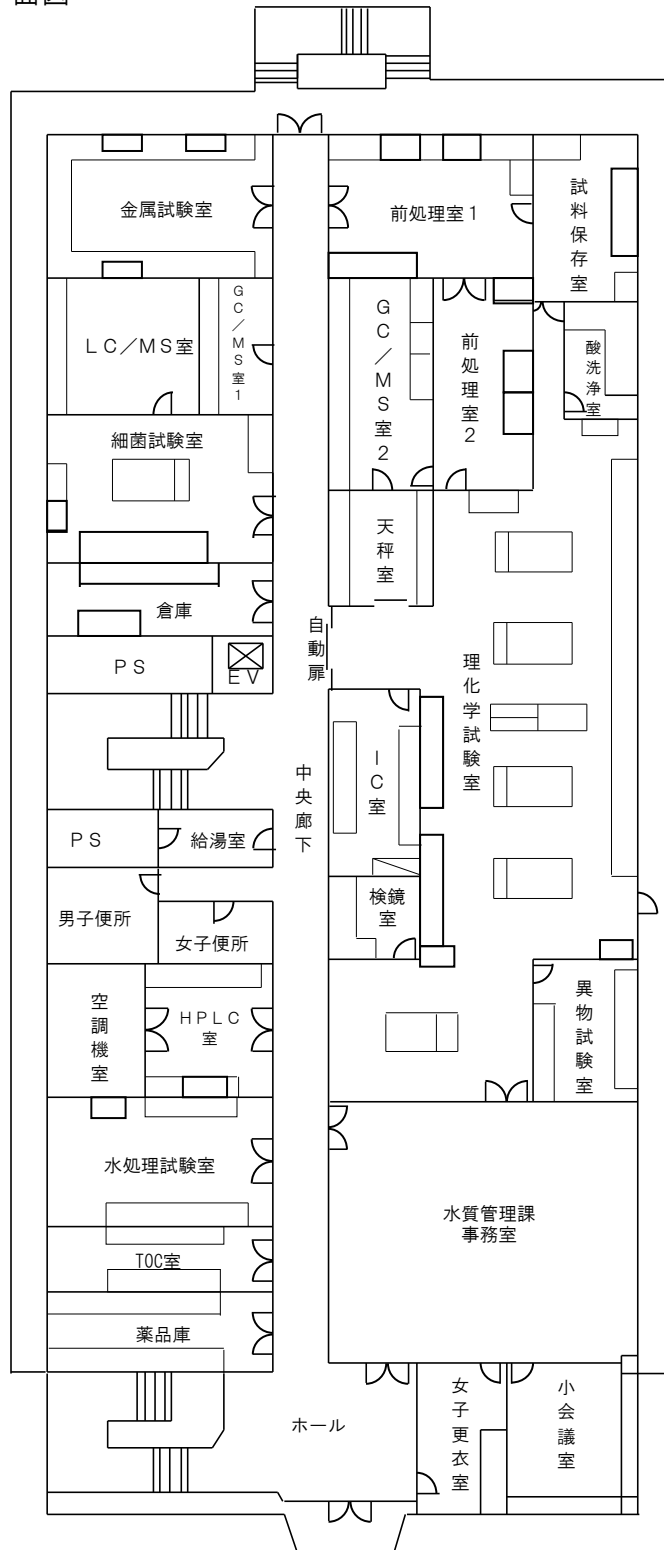 金属試験室
前処理室1
試料保存室
LC/MS室
GC/MS室1
GC/MS室2
前処理室2
酸洗浄室
細菌試験室
天秤室
倉庫
自動扉
PS
EV
理化学試験室
IC室
中央廊下
PS
給湯室
検鏡室
男子便所
女子便所
空調機室
HPLC
室
異物試験室
水処理試験室
水質管理課
事務室
TOC室
薬品庫
ホール
女子更衣室
小会議室